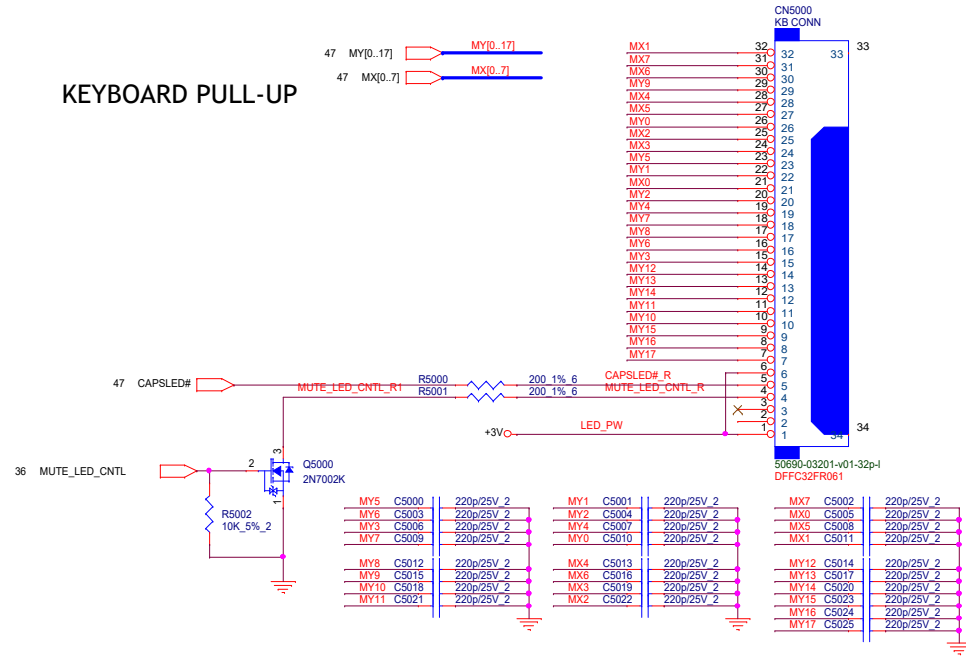 CN5000
KB CONN
47 MY[0..17] MY[0..17]
47 MX[0..7] MX[0..7]
KEYBOARD PULL-UP
33 33
MX1 32 32
MX7 31 31
MX6 30 30
MY9 29 29
MX4 28 28
MX5 27 27
MY0 26 26
MX2 25 25
MX3 24 24
MY5 23 23
MY1 22 22
MX0 21 21
MY2 20 20
MY4 19 19
MY7 18 18
MY8 17 17
MY6 16 16
MY3 15 15
MY12 14 14
MY13 13 13
MY14 12 12
MY11 11 11
MY10 10 10
MY15 9 9
MY16 8 8
MY17 7 7
6 6
47 CAPSLED# R5000 200_1%_6 CAPSLED#_R 5 5
MUTE_LED_CNTL_R1 R5001 200_1%_6 MUTE_LED_CNTL_R 4 4
3 3
2 2
+3V LED_PW 1 1
34 34
50690-03201-v01-32p-l
DFFC32FR061
36 MUTE_LED_CNTL 2 3 1
Q5000
2N7002K
R5002
10K_5%_2
MY5 C5000 220p/25V_2
MY6 C5003 220p/25V_2
MY3 C5006 220p/25V_2
MY7 C5009 220p/25V_2
MY8 C5012 220p/25V_2
MY9 C5015 220p/25V_2
MY10 C5018 220p/25V_2
MY11 C5021 220p/25V_2
MY1 C5001 220p/25V_2
MY2 C5004 220p/25V_2
MY4 C5007 220p/25V_2
MY0 C5010 220p/25V_2
MX4 C5013 220p/25V_2
MX6 C5016 220p/25V_2
MX3 C5019 220p/25V_2
MX2 C5022 220p/25V_2
MX7 C5002 220p/25V_2
MX0 C5005 220p/25V_2
MX5 C5008 220p/25V_2
MX1 C5011 220p/25V_2
MY12 C5014 220p/25V_2
MY13 C5017 220p/25V_2
MY14 C5020 220p/25V_2
MY15 C5023 220p/25V_2
MY16 C5024 220p/25V_2
MY17 C5025 220p/25V_2